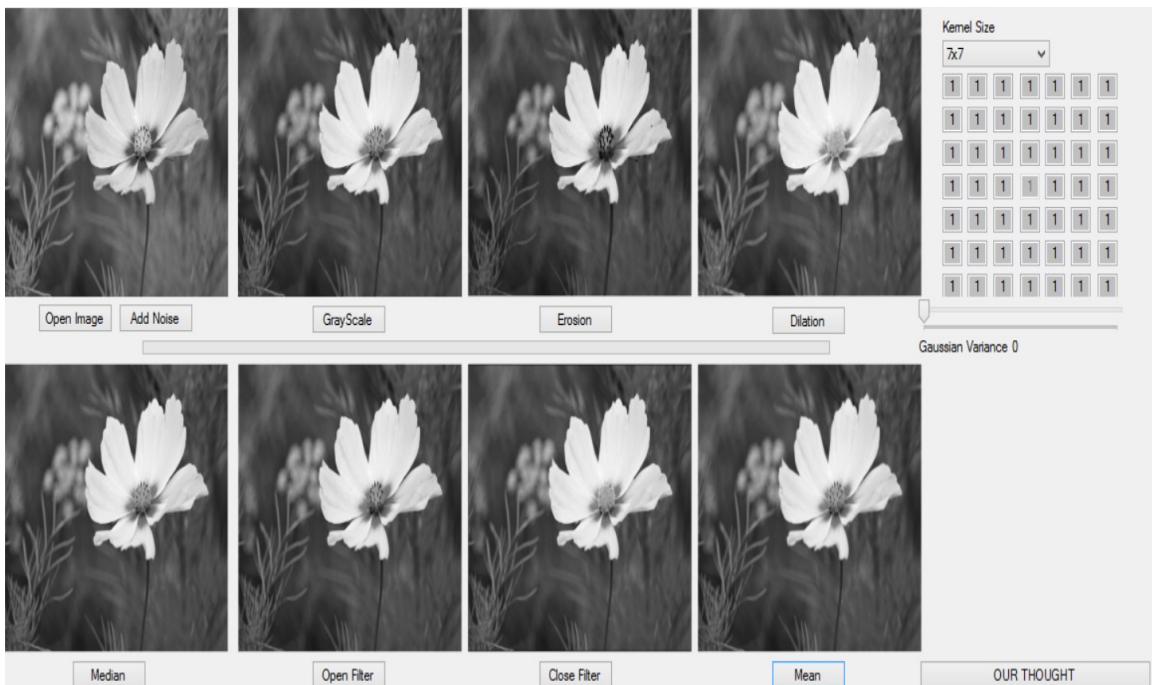 Kernel Size
7x7
1 1 1 1 1 1 1
1 1 1 1 1 1 1
1 1 1 1 1 1 1
1 1 1 1 1 1 1
1 1 1 1 1 1 1
1 1 1 1 1 1 1
1 1 1 1 1 1 1
Open Image Add Noise GrayScale Erosion Dilation
Gaussian Variance 0
Median Open Filter Close Filter Mean OUR THOUGHT